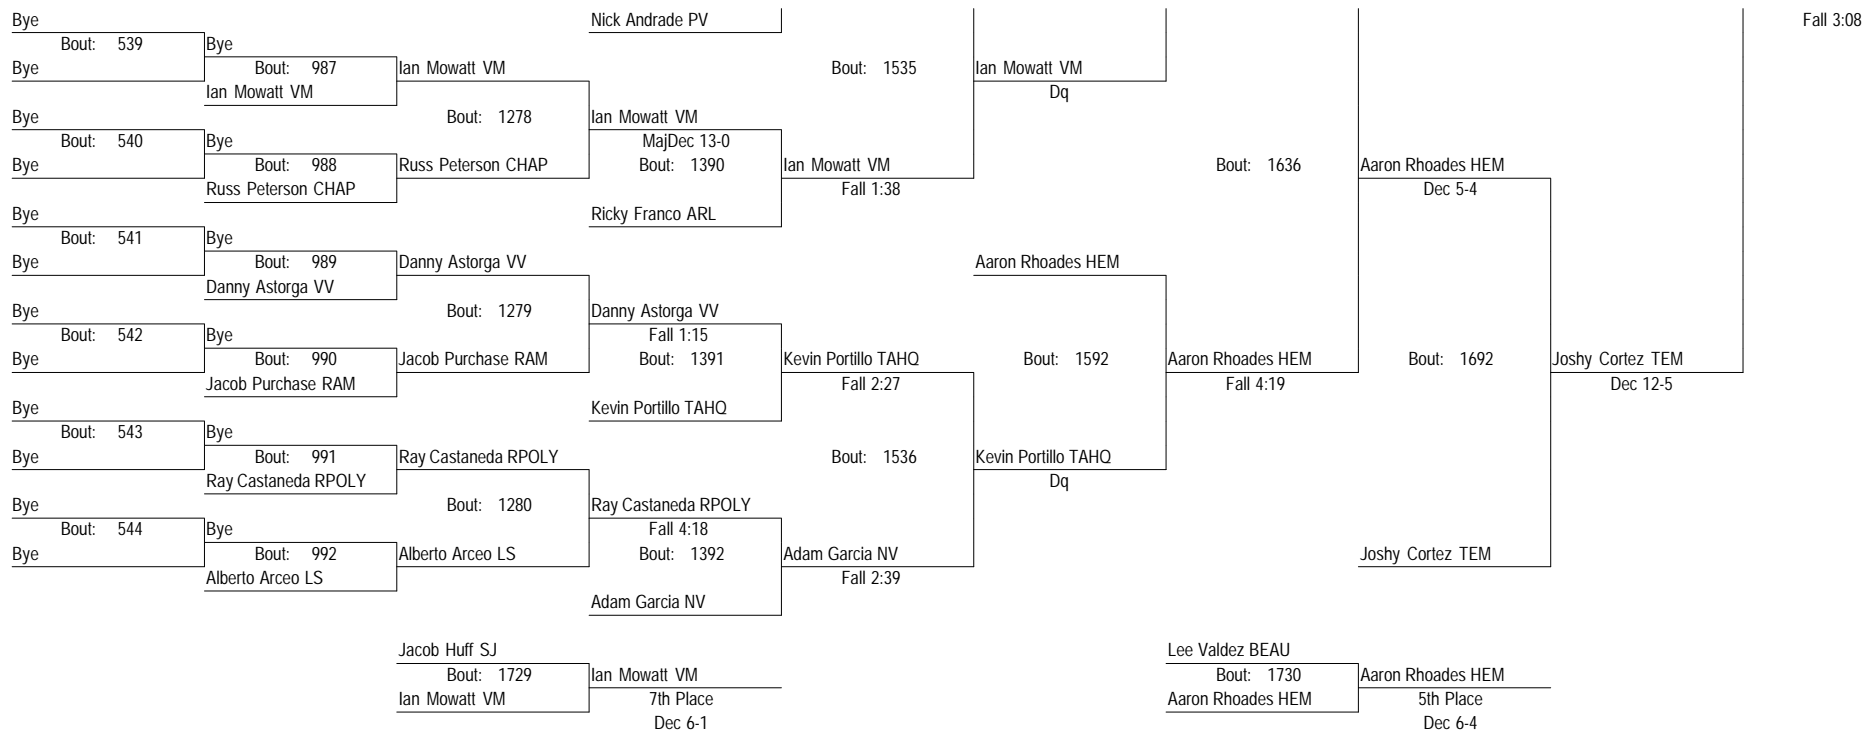 Bye Nick Andrade PV Fall 3:08
Bout: 539 Bye
Bye Bout: 987 Ian Mowatt VM Bout: 1535 Ian Mowatt VM
Ian Mowatt VM Dq
Bye Bout: 1278 Ian Mowatt VM
Bout: 540 Bye MajDec 13-0
Bye Bout: 988 Russ Peterson CHAP Bout: 1390 Ian Mowatt VM Bout: 1636 Aaron Rhoades HEM
Russ Peterson CHAP Fall 1:38 Dec 5-4
Bye Ricky Franco ARL
Bout: 541 Bye
Bye Bout: 989 Danny Astorga VV Aaron Rhoades HEM
Danny Astorga VV
Bye Bout: 1279 Danny Astorga VV
Bout: 542 Bye Fall 1:15
Bye Bout: 990 Jacob Purchase RAM Bout: 1391 Kevin Portillo TAHQ Bout: 1592 Aaron Rhoades HEM Bout: 1692 Joshy Cortez TEM
Jacob Purchase RAM Fall 2:27 Fall 4:19 Dec 12-5
Bye Kevin Portillo TAHQ
Bout: 543 Bye
Bye Bout: 991 Ray Castaneda RPOLY Bout: 1536 Kevin Portillo TAHQ
Ray Castaneda RPOLY Dq
Bye Bout: 1280 Ray Castaneda RPOLY
Bout: 544 Bye Fall 4:18
Bye Bout: 992 Alberto Arceo LS Bout: 1392 Adam Garcia NV Joshy Cortez TEM
Alberto Arceo LS Fall 2:39
Adam Garcia NV
Jacob Huff SJ Lee Valdez BEAU
Bout: 1729 Ian Mowatt VM Bout: 1730 Aaron Rhoades HEM
Ian Mowatt VM 7th Place Aaron Rhoades HEM 5th Place
Dec 6-1 Dec 6-4